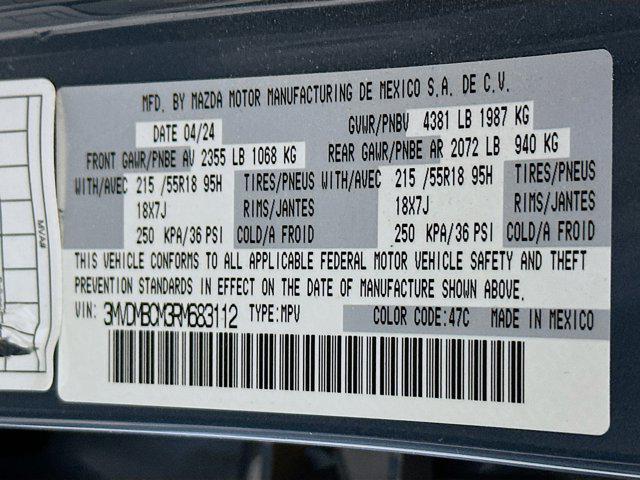 MFD. BY MAZDA MOTOR MANUFACTURING DE MEXICO S.A. DE C.V.
DATE 04/24 GVWR/PNBV 4381 LB 1987 KG
FRONT GAWR/PNBE AV 2355 LB 1068 KG REAR GAWR/PNBE AR 2072 LB 940 KG
WITH/AVEC 215 /55R18 95H TIRES/PNEUS WITH/AVEC 215 /55R18 95H TIRES/PNEUS
18X7J RIMS/JANTES 18X7J RIMS/JANTES
250 KPA/36 PSI COLD/A FROID 250 KPA/36 PSI COLD/A FROID
THIS VEHICLE CONFORMS TO ALL APPLICABLE FEDERAL MOTOR VEHICLE SAFETY AND THEFT
PREVENTION STANDARDS IN EFFECT ON THE DATE OF MANUFACTURE SHOWN ABOVE.
VIN: 3MVDMBCM3RM683112 TYPE: MPV COLOR CODE: 47C MADE IN MEXICO